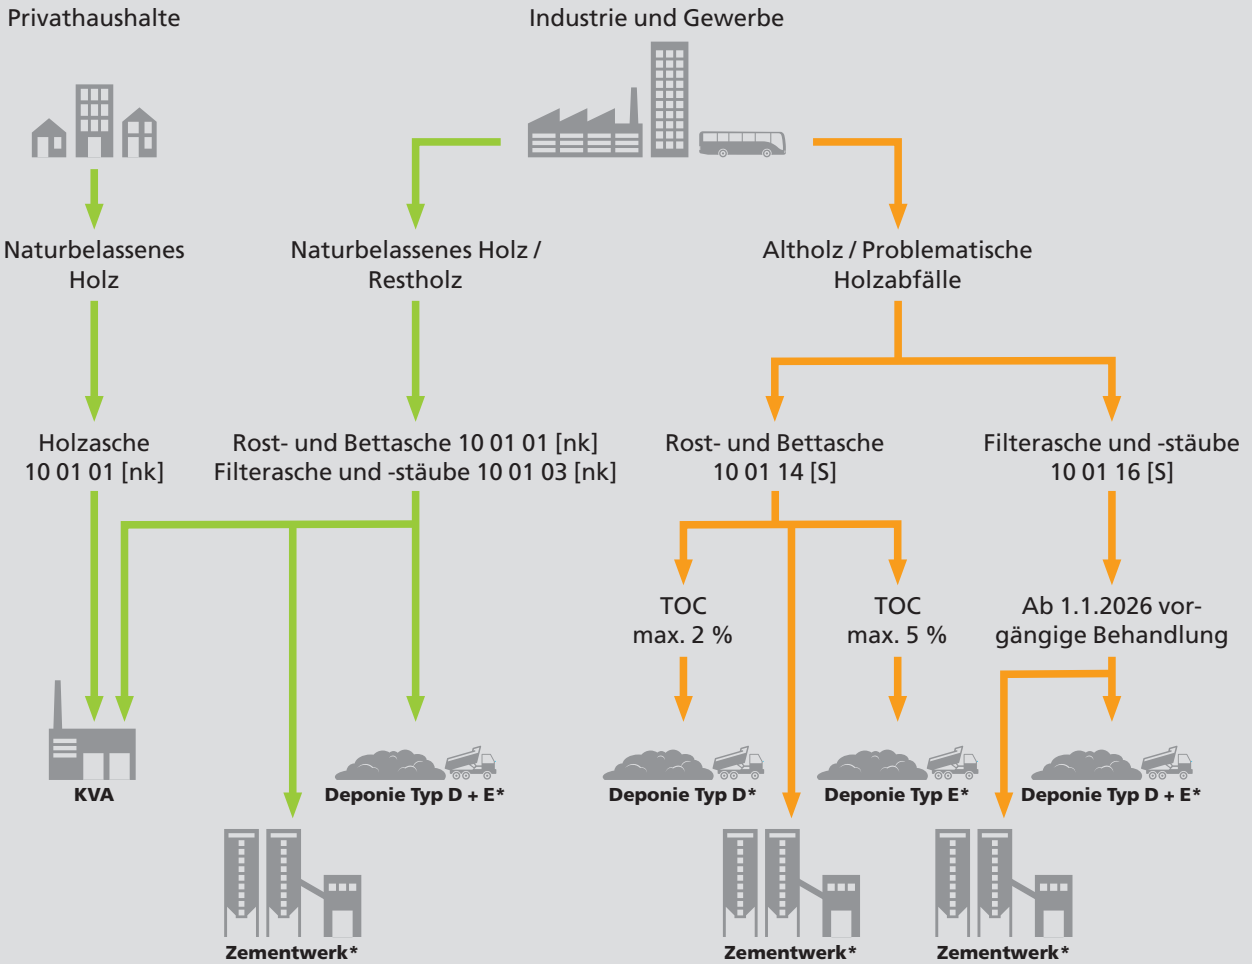 Privathaushalte
Industrie und Gewerbe
Naturbelassenes
Holz
Naturbelassenes Holz /
Restholz
Altholz / Problematische
Holzabfälle
Holzasche
10 01 01 [nk]
Rost- und Bettasche 10 01 01 [nk]
Filterasche und -stäube 10 01 03 [nk]
Rost- und Bettasche
10 01 14 [S]
Filterasche und -stäube
10 01 16 [S]
TOC
max. 2 %
TOC
max. 5 %
Ab 1.1.2026 vor-
gängige Behandlung
KVA
Deponie Typ D + E*
Deponie Typ D*
Deponie Typ E*
Deponie Typ D + E*
Zementwerk*
Zementwerk*
Zementwerk*